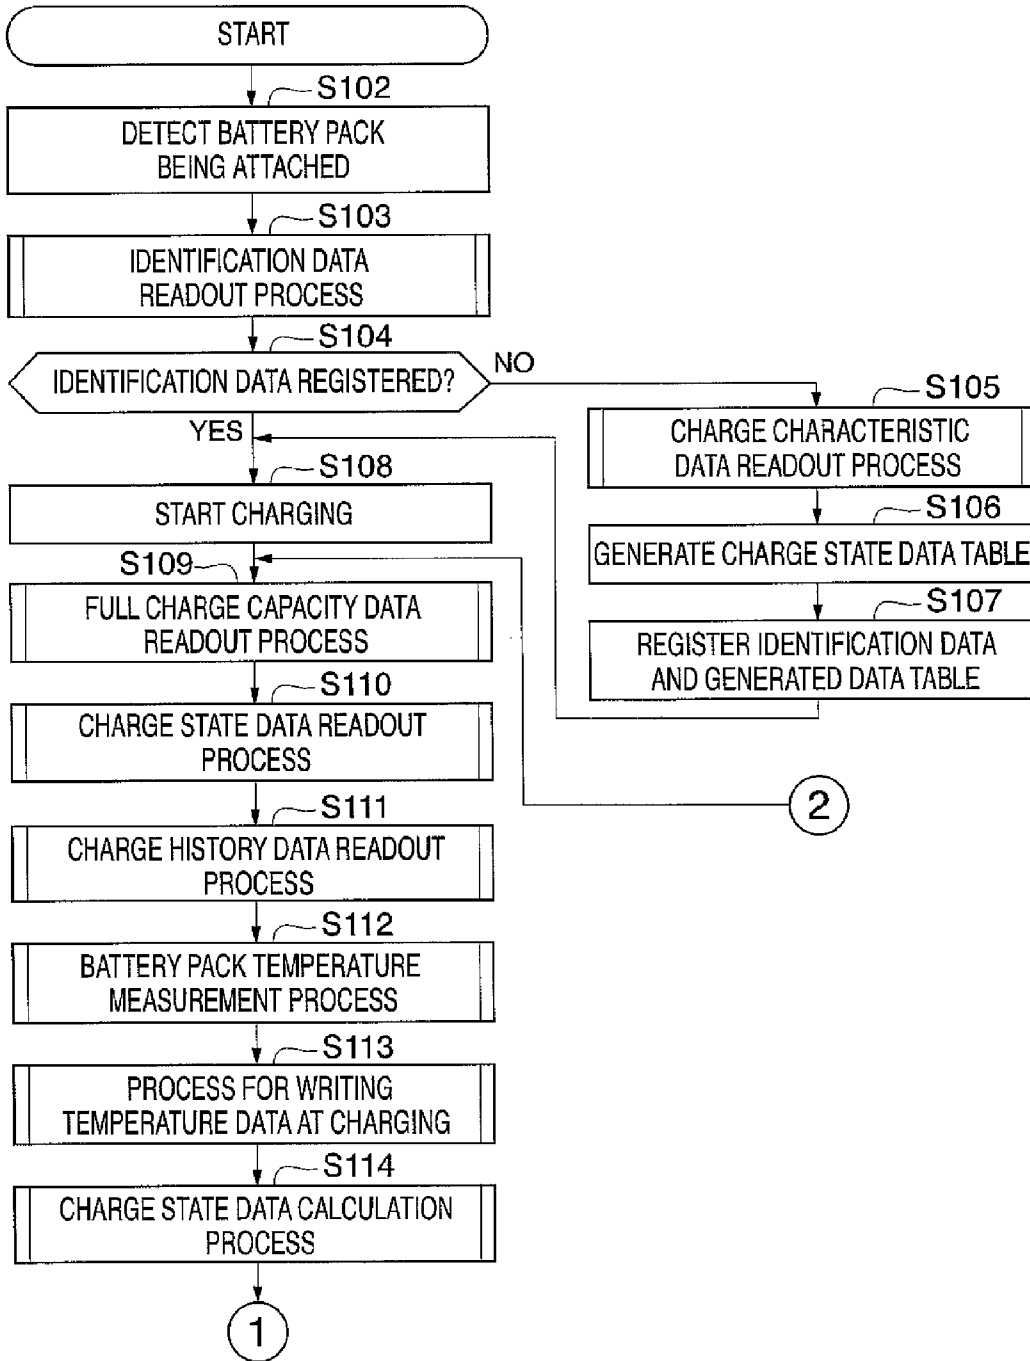 START
S102
DETECT BATTERY PACK
BEING ATTACHED
S103
IDENTIFICATION DATA
READOUT PROCESS
S104
IDENTIFICATION DATA REGISTERED?
NO
YES
S105
CHARGE CHARACTERISTIC
DATA READOUT PROCESS
S106
GENERATE CHARGE STATE DATA TABLE
S107
REGISTER IDENTIFICATION DATA
AND GENERATED DATA TABLE
S108
START CHARGING
S109
FULL CHARGE CAPACITY DATA
READOUT PROCESS
S110
CHARGE STATE DATA READOUT
PROCESS
2
S111
CHARGE HISTORY DATA READOUT
PROCESS
S112
BATTERY PACK TEMPERATURE
MEASUREMENT PROCESS
S113
PROCESS FOR WRITING
TEMPERATURE DATA AT CHARGING
S114
CHARGE STATE DATA CALCULATION
PROCESS
1